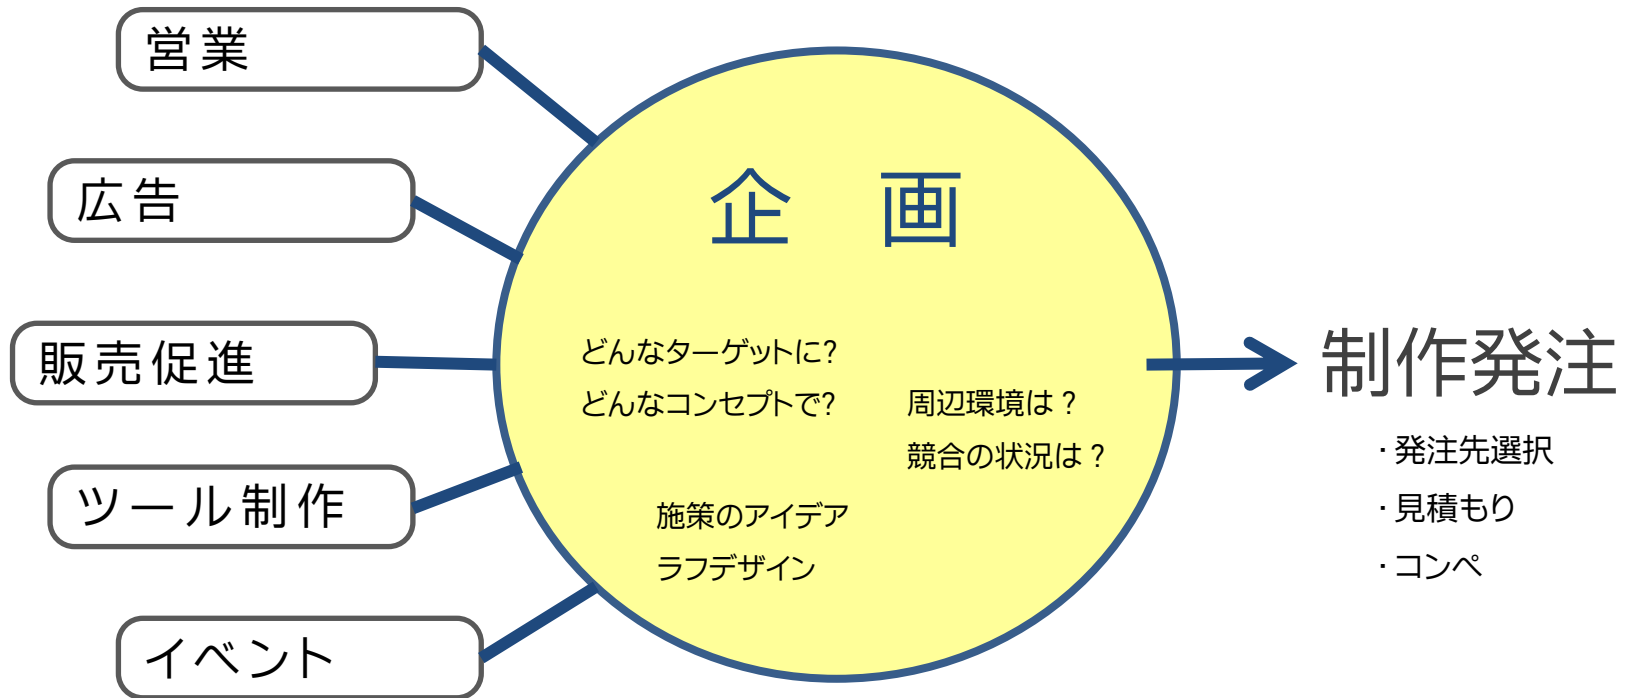 営業
広告
販売促進
ツール制作
イベント
企　画
どんなターゲットに?
どんなコンセプトで?
周辺環境は？
競合の状況は？
施策のアイデア
ラフデザイン
制作発注
・発注先選択
・見積もり
・コンペ